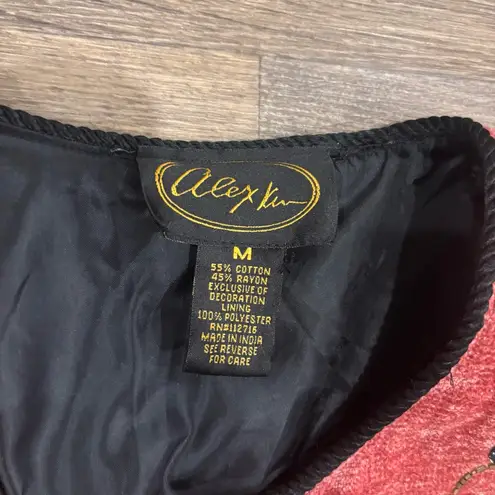 alex kim
M
55% COTTON
45% RAYON
EXCLUSIVE OF
DECORATION
LINING
100% POLYESTER
RN#112716
MADE IN INDIA
SEE REVERSE
FOR CARE